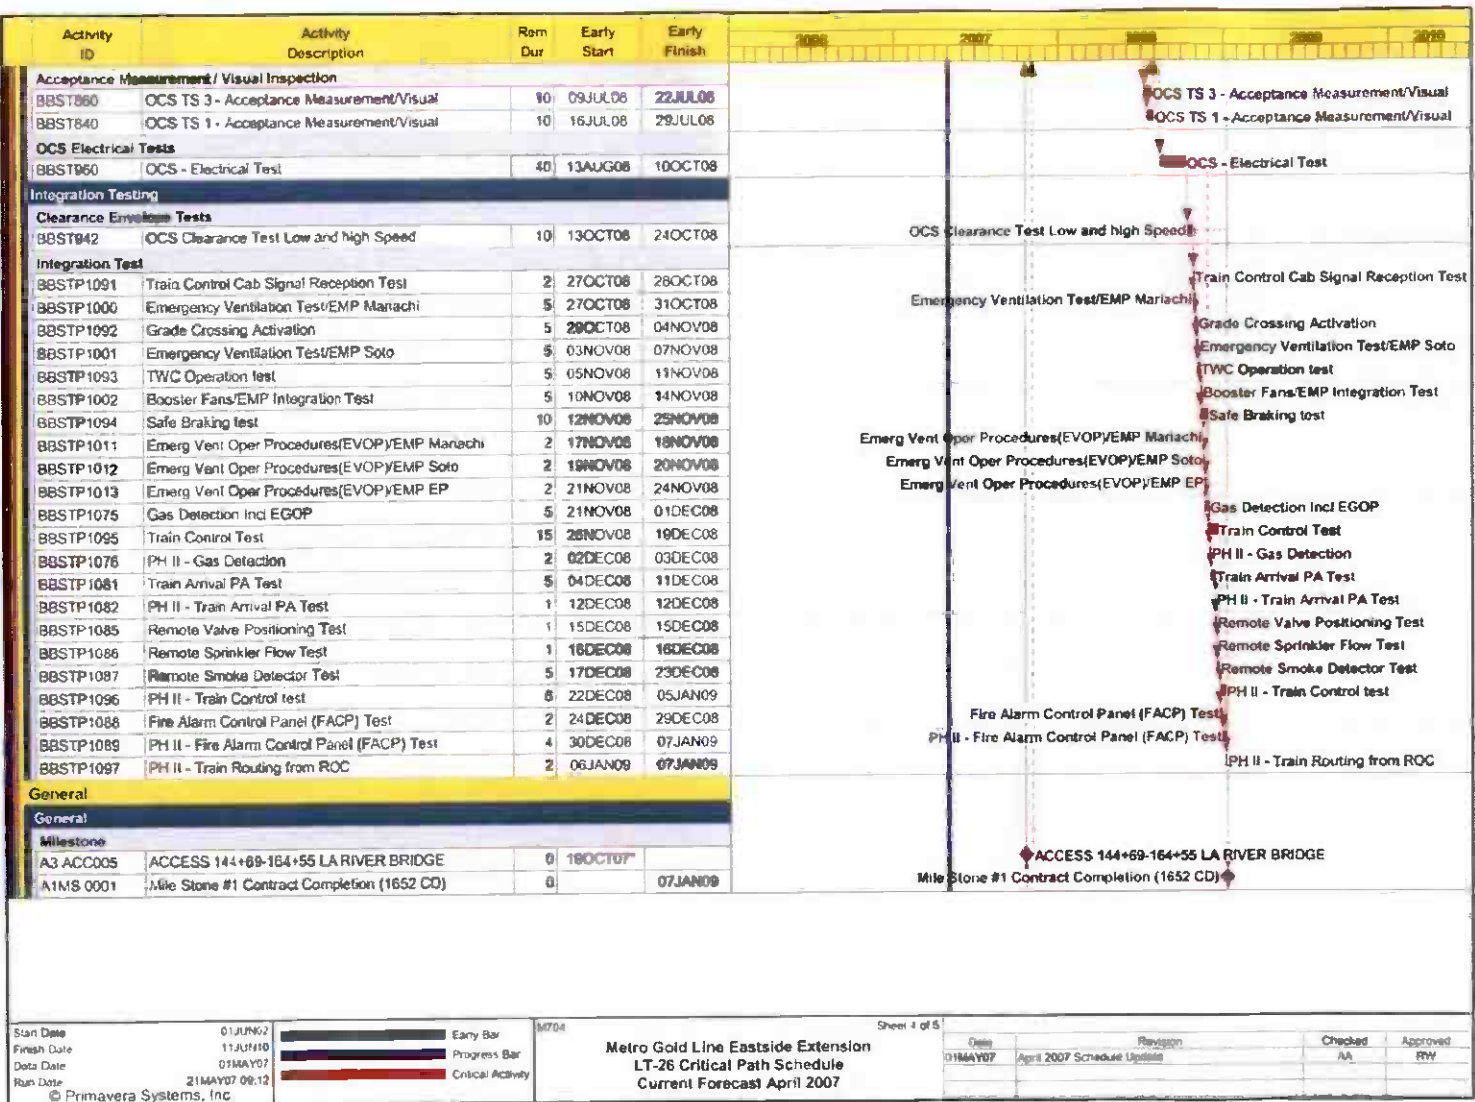 Activity ID Activity Description Rem Dur Early Start Early Finish 2006 2007 2008 2009 2010
Acceptance Measurement / Visual Inspection
BBST860 OCS TS 3 - Acceptance Measurement/Visual 10 09JUL08 22JUL08 OCS TS 3 - Acceptance Measurement/Visual
BBST840 OCS TS 1 - Acceptance Measurement/Visual 10 16JUL08 29JUL08 OCS TS 1 - Acceptance Measurement/Visual
OCS Electrical Tests
BBST960 OCS - Electrical Test 40 13AUG08 10OCT08 OCS - Electrical Test
Integration Testing
Clearance Envelope Tests
BBST942 OCS Clearance Test Low and high Speed 10 13OCT08 24OCT08 OCS Clearance Test Low and high Speed
Integration Test
BBSTP1091 Train Control Cab Signal Reception Test 2 27OCT08 28OCT08 Train Control Cab Signal Reception Test
BBSTP1000 Emergency Ventilation Test/EMP Mariachi 5 27OCT08 31OCT08 Emergency Ventilation Test/EMP Mariachi
BBSTP1092 Grade Crossing Activation 5 29OCT08 04NOV08 Grade Crossing Activation
BBSTP1001 Emergency Ventilation Test/EMP Soto 5 03NOV08 07NOV08 Emergency Ventilation Test/EMP Soto
BBSTP1093 TWC Operation test 5 05NOV08 11NOV08 TWC Operation test
BBSTP1002 Booster Fans/EMP Integration Test 5 10NOV08 14NOV08 Booster Fans/EMP Integration Test
BBSTP1094 Safe Braking test 10 12NOV08 25NOV08 Safe Braking test
BBSTP1011 Emerg Vent Oper Procedures(EVOP)/EMP Mariachi 2 17NOV08 18NOV08 Emerg Vent Oper Procedures(EVOP)/EMP Mariachi
BBSTP1012 Emerg Vent Oper Procedures(EVOP)/EMP Soto 2 19NOV08 20NOV08 Emerg Vent Oper Procedures(EVOP)/EMP Soto
BBSTP1013 Emerg Vent Oper Procedures(EVOP)/EMP EP 2 21NOV08 24NOV08 Emerg Vent Oper Procedures(EVOP)/EMP EP
BBSTP1075 Gas Detection Incl EGOP 5 21NOV08 01DEC08 Gas Detection Incl EGOP
BBSTP1095 Train Control Test 15 26NOV08 19DEC08 Train Control Test
BBSTP1076 PH II - Gas Detection 2 02DEC08 03DEC08 PH II - Gas Detection
BBSTP1081 Train Arrival PA Test 5 04DEC08 11DEC08 Train Arrival PA Test
BBSTP1082 PH II - Train Arrival PA Test 1 12DEC08 12DEC08 PH II - Train Arrival PA Test
BBSTP1085 Remote Valve Positioning Test 1 15DEC08 15DEC08 Remote Valve Positioning Test
BBSTP1086 Remote Sprinkler Flow Test 1 16DEC08 16DEC08 Remote Sprinkler Flow Test
BBSTP1087 Remote Smoke Detector Test 5 17DEC08 23DEC08 Remote Smoke Detector Test
BBSTP1096 PH II - Train Control test 6 22DEC08 05JAN09 PH II - Train Control test
BBSTP1088 Fire Alarm Control Panel (FACP) Test 2 24DEC08 29DEC08 Fire Alarm Control Panel (FACP) Test
BBSTP1089 PH II - Fire Alarm Control Panel (FACP) Test 4 30DEC08 07JAN09 PH II - Fire Alarm Control Panel (FACP) Test
BBSTP1097 PH II - Train Routing from ROC 2 06JAN09 07JAN09 PH II - Train Routing from ROC
General
General
Milestone
A3 ACC005 ACCESS 144+69-164+55 LA RIVER BRIDGE 0 19OCT07* ACCESS 144+69-164+55 LA RIVER BRIDGE
A1MS 0001 Mile Stone #1 Contract Completion (1652 CD) 0 07JAN09 Mile Stone #1 Contract Completion (1652 CD)
Start Date 01JUN02
Finish Date 11JUN10
Data Date 01MAY07
Run Date 21MAY07 09:12
© Primavera Systems, Inc
Early Bar
Progress Bar
Critical Activity
M704
Sheet 4 of 5
Metro Gold Line Eastside Extension
LT-26 Critical Path Schedule
Current Forecast April 2007
Date Revision Checked Approved
01MAY07 April 2007 Schedule Update AA RW